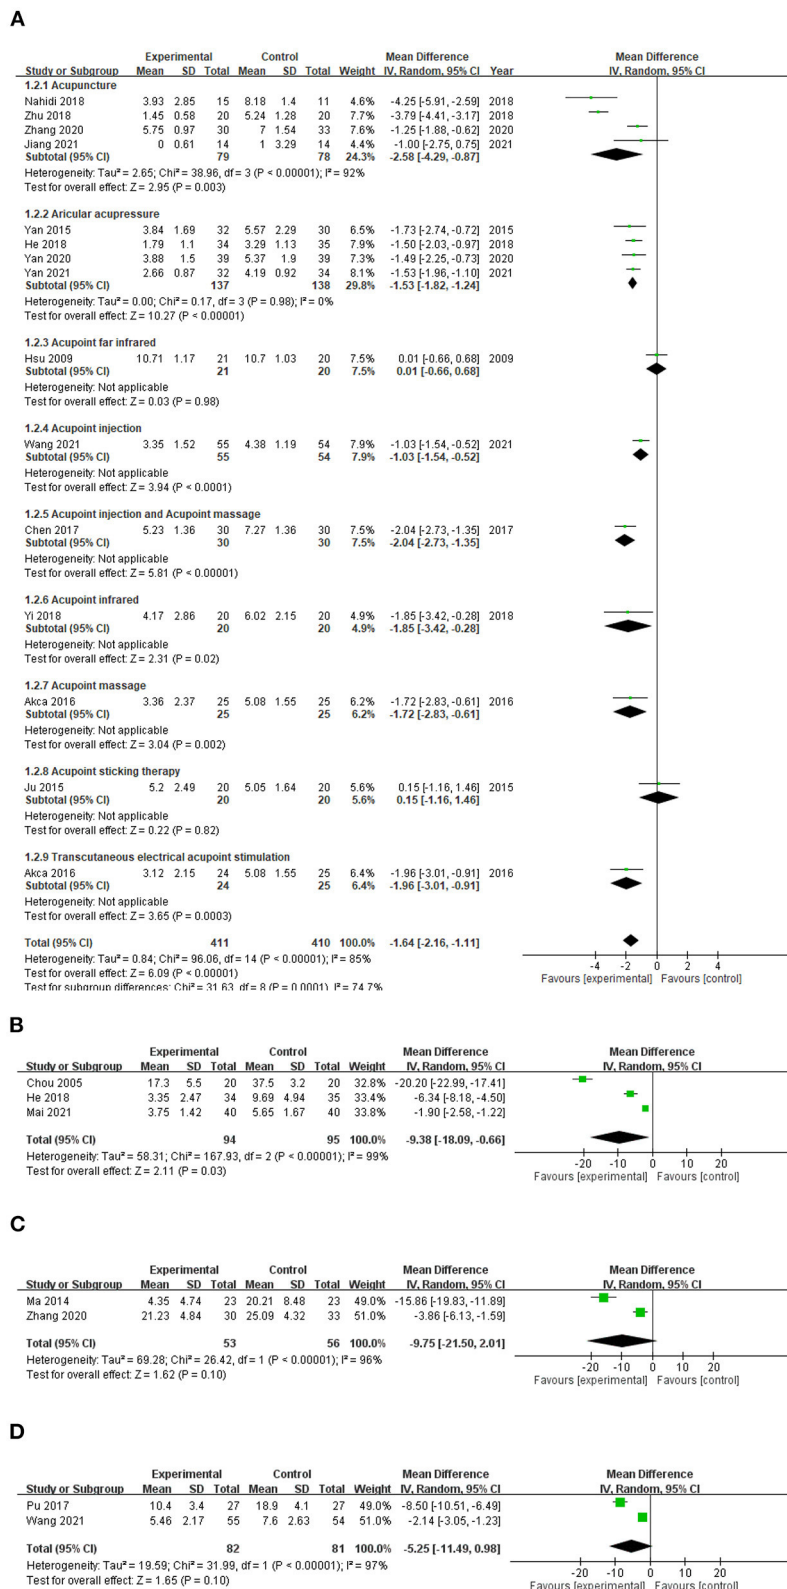 A
Experimental Control Mean Difference Mean Difference
Study or Subgroup Mean SD Total Mean SD Total Weight IV, Random, 95% CI Year IV, Random, 95% CI
1.2.1 Acupuncture
Nahidi 2018 3.93 2.85 15 8.18 1.4 11 4.6% -4.25 [-5.91, -2.59] 2018
Zhu 2018 1.45 0.58 20 5.24 1.28 20 7.7% -3.79 [-4.41, -3.17] 2018
Zhang 2020 5.75 0.97 30 7 1.54 33 7.6% -1.25 [-1.88, -0.62] 2020
Jiang 2021 0 0.61 14 1 3.29 14 4.4% -1.00 [-2.75, 0.75] 2021
Subtotal (95% CI) 79 78 24.3% -2.58 [-4.29, -0.87]
Heterogeneity: Tau² = 2.65; Chi² = 38.96, df = 3 (P < 0.00001); I² = 92%
Test for overall effect: Z = 2.95 (P = 0.003)
1.2.2 Aricular acupressure
Yan 2015 3.84 1.69 32 5.57 2.29 30 6.5% -1.73 [-2.74, -0.72] 2015
He 2018 1.79 1.1 34 3.29 1.13 35 7.9% -1.50 [-2.03, -0.97] 2018
Yan 2020 3.88 1.5 39 5.37 1.9 39 7.3% -1.49 [-2.25, -0.73] 2020
Yan 2021 2.66 0.87 32 4.19 0.92 34 8.1% -1.53 [-1.96, -1.10] 2021
Subtotal (95% CI) 137 138 29.8% -1.53 [-1.82, -1.24]
Heterogeneity: Tau² = 0.00; Chi² = 0.17, df = 3 (P = 0.98); I² = 0%
Test for overall effect: Z = 10.27 (P < 0.00001)
1.2.3 Acupoint far infrared
Hsu 2009 10.71 1.17 21 10.7 1.03 20 7.5% 0.01 [-0.66, 0.68] 2009
Subtotal (95% CI) 21 20 7.5% 0.01 [-0.66, 0.68]
Heterogeneity: Not applicable
Test for overall effect: Z = 0.03 (P = 0.98)
1.2.4 Acupoint injection
Wang 2021 3.35 1.52 55 4.38 1.19 54 7.9% -1.03 [-1.54, -0.52] 2021
Subtotal (95% CI) 55 54 7.9% -1.03 [-1.54, -0.52]
Heterogeneity: Not applicable
Test for overall effect: Z = 3.94 (P < 0.0001)
1.2.5 Acupoint injection and Acupoint massage
Chen 2017 5.23 1.36 30 7.27 1.36 30 7.5% -2.04 [-2.73, -1.35] 2017
Subtotal (95% CI) 30 30 7.5% -2.04 [-2.73, -1.35]
Heterogeneity: Not applicable
Test for overall effect: Z = 5.81 (P < 0.00001)
1.2.6 Acupoint infrared
Yi 2018 4.17 2.86 20 6.02 2.15 20 4.9% -1.85 [-3.42, -0.28] 2018
Subtotal (95% CI) 20 20 4.9% -1.85 [-3.42, -0.28]
Heterogeneity: Not applicable
Test for overall effect: Z = 2.31 (P = 0.02)
1.2.7 Acupoint massage
Akca 2016 3.36 2.37 25 5.08 1.55 25 6.2% -1.72 [-2.83, -0.61] 2016
Subtotal (95% CI) 25 25 6.2% -1.72 [-2.83, -0.61]
Heterogeneity: Not applicable
Test for overall effect: Z = 3.04 (P = 0.002)
1.2.8 Acupoint sticking therapy
Ju 2015 5.2 2.49 20 5.05 1.64 20 5.6% 0.15 [-1.16, 1.46] 2015
Subtotal (95% CI) 20 20 5.6% 0.15 [-1.16, 1.46]
Heterogeneity: Not applicable
Test for overall effect: Z = 0.22 (P = 0.82)
1.2.9 Transcutaneous electrical acupoint stimulation
Akca 2016 3.12 2.15 24 5.08 1.55 25 6.4% -1.96 [-3.01, -0.91] 2016
Subtotal (95% CI) 24 25 6.4% -1.96 [-3.01, -0.91]
Heterogeneity: Not applicable
Test for overall effect: Z = 3.65 (P = 0.0003)
Total (95% CI) 411 410 100.0% -1.64 [-2.16, -1.11]
Heterogeneity: Tau² = 0.84; Chi² = 96.06, df = 14 (P < 0.00001); I² = 85%
Test for overall effect: Z = 6.09 (P < 0.00001)
Test for subgroup differences: Chi² = 31.63, df = 8 (P = 0.0001), I² = 74.7%
-4 -2 0 2 4
Favours [experimental] Favours [control]
B
Experimental Control Mean Difference Mean Difference
Study or Subgroup Mean SD Total Mean SD Total Weight IV, Random, 95% CI IV, Random, 95% CI
Chou 2005 17.3 5.5 20 37.5 3.2 20 32.8% -20.20 [-22.99, -17.41]
He 2018 3.35 2.47 34 9.69 4.94 35 33.4% -6.34 [-8.18, -4.50]
Mai 2021 3.75 1.42 40 5.65 1.67 40 33.8% -1.90 [-2.58, -1.22]
Total (95% CI) 94 95 100.0% -9.38 [-18.09, -0.66]
Heterogeneity: Tau² = 58.31; Chi² = 167.93, df = 2 (P < 0.00001); I² = 99%
Test for overall effect: Z = 2.11 (P = 0.03)
-20 -10 0 10 20
Favours [experimental] Favours [control]
C
Experimental Control Mean Difference Mean Difference
Study or Subgroup Mean SD Total Mean SD Total Weight IV, Random, 95% CI IV, Random, 95% CI
Ma 2014 4.35 4.74 23 20.21 8.48 23 49.0% -15.86 [-19.83, -11.89]
Zhang 2020 21.23 4.84 30 25.09 4.32 33 51.0% -3.86 [-6.13, -1.59]
Total (95% CI) 53 56 100.0% -9.75 [-21.50, 2.01]
Heterogeneity: Tau² = 69.28; Chi² = 26.42, df = 1 (P < 0.00001); I² = 96%
Test for overall effect: Z = 1.62 (P = 0.10)
-20 -10 0 10 20
Favours [experimental] Favours [control]
D
Experimental Control Mean Difference Mean Difference
Study or Subgroup Mean SD Total Mean SD Total Weight IV, Random, 95% CI IV, Random, 95% CI
Pu 2017 10.4 3.4 27 18.9 4.1 27 49.0% -8.50 [-10.51, -6.49]
Wang 2021 5.46 2.17 55 7.6 2.63 54 51.0% -2.14 [-3.05, -1.23]
Total (95% CI) 82 81 100.0% -5.25 [-11.49, 0.98]
Heterogeneity: Tau² = 19.59; Chi² = 31.99, df = 1 (P < 0.00001); I² = 97%
Test for overall effect: Z = 1.65 (P = 0.10)
-20 -10 0 10 20
Favours [experimental] Favours [control]